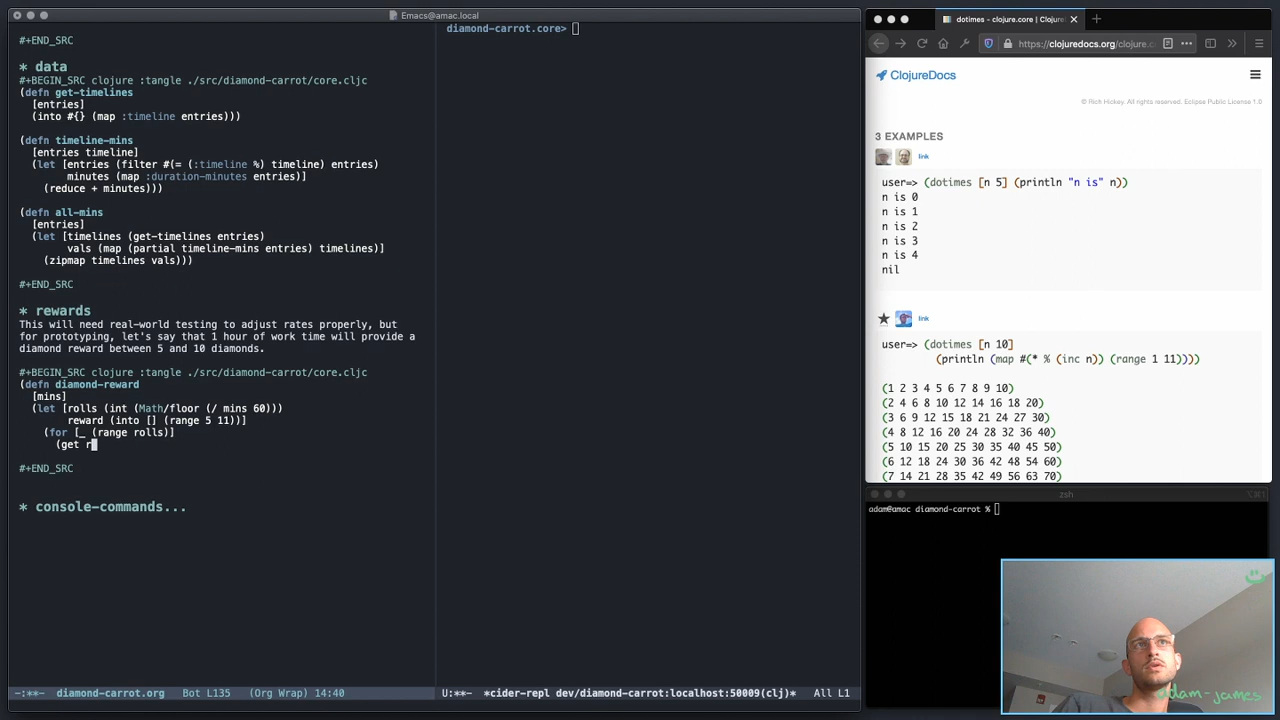 Emacs@amac.local
#+END_SRC
* data
#+BEGIN_SRC clojure :tangle ./src/diamond-carrot/core.cljc
(defn get-timelines
[entries]
(into #{} (map :timeline entries)))
(defn timeline-mins
[entries timeline]
(let [entries (filter #(= (:timeline %) timeline) entries)
minutes (map :duration-minutes entries)]
(reduce + minutes)))
(defn all-mins
[entries]
(let [timelines (get-timelines entries)
vals (map (partial timeline-mins entries) timelines)]
(zipmap timelines vals)))
#+END_SRC
* rewards
This will need real-world testing to adjust rates properly, but
for prototyping, let's say that 1 hour of work time will provide a
diamond reward between 5 and 10 diamonds.
#+BEGIN_SRC clojure :tangle ./src/diamond-carrot/core.cljc
(defn diamond-reward
[mins]
(let [rolls (int (Math/floor (/ mins 60)))
reward (into [] (range 5 11))]
(for [_ (range rolls)]
(get r
#+END_SRC
* console-commands...
-:**- diamond-carrot.org Bot L135 (Org Wrap) 14:40
diamond-carrot.core>
U:**- *cider-repl dev/diamond-carrot:localhost:50009(clj)* All L1
dotimes - clojure.core | Clojure
https://clojuredocs.org/clojure.c
ClojureDocs
© Rich Hickey. All rights reserved. Eclipse Public License 1.0
3 EXAMPLES
link
user=> (dotimes [n 5] (println "n is" n))
n is 0
n is 1
n is 2
n is 3
n is 4
nil
link
user=> (dotimes [n 10]
(println (map #(* % (inc n)) (range 1 11))))
(1 2 3 4 5 6 7 8 9 10)
(2 4 6 8 10 12 14 16 18 20)
(3 6 9 12 15 18 21 24 27 30)
(4 8 12 16 20 24 28 32 36 40)
(5 10 15 20 25 30 35 40 45 50)
(6 12 18 24 30 36 42 48 54 60)
(7 14 21 28 35 42 49 56 63 70)
zsh
⌥⌘1
adam@amac diamond-carrot %
adam-james